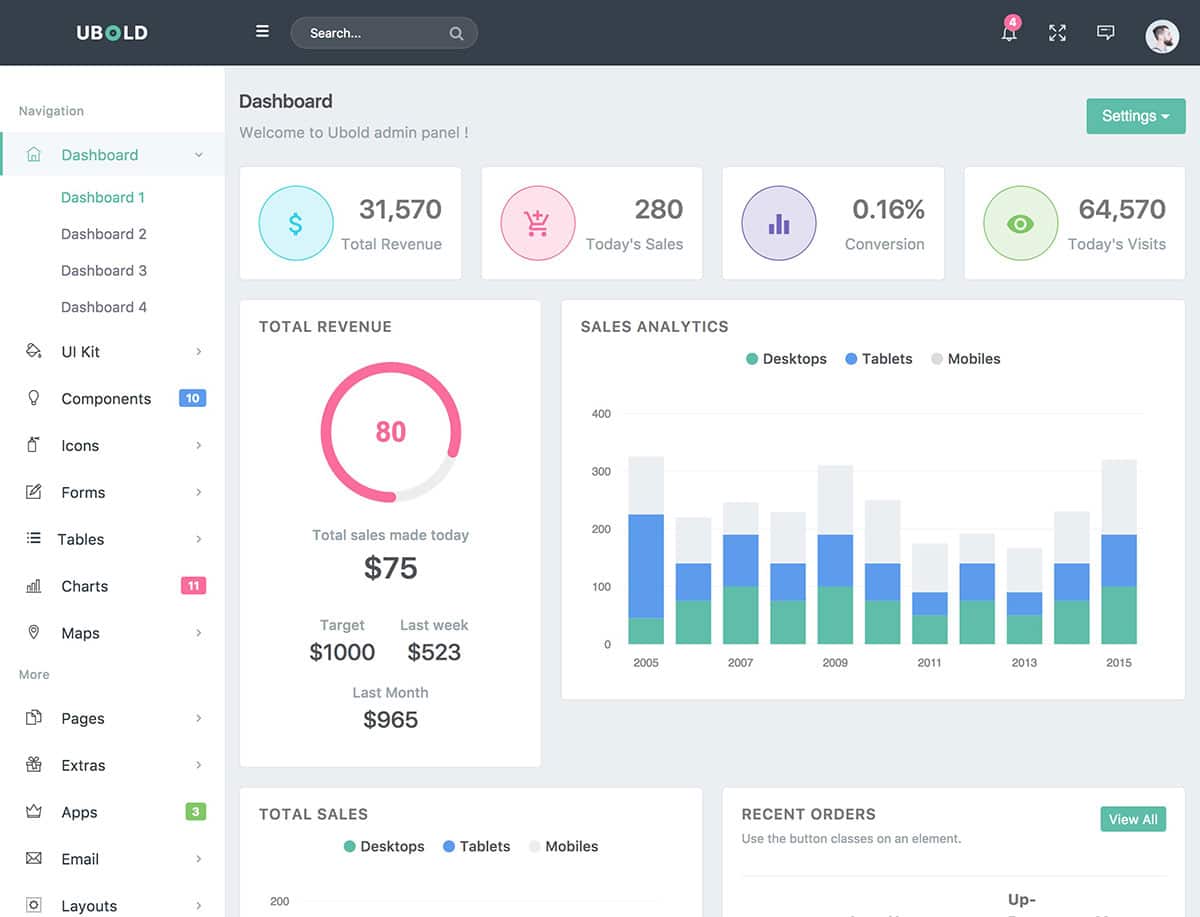 UBOLD
Search...
4
Navigation
Dashboard
Dashboard 1
Dashboard 2
Dashboard 3
Dashboard 4
UI Kit
Components 10
Icons
Forms
Tables
Charts 11
Maps
More
Pages
Extras
Apps 3
Email
Layouts
Dashboard
Welcome to Ubold admin panel !
Settings
$
31,570
Total Revenue
280
Today's Sales
0.16%
Conversion
64,570
Today's Visits
TOTAL REVENUE
80
Total sales made today
$75
Target Last week
$1000 $523
Last Month
$965
SALES ANALYTICS
Desktops Tablets Mobiles
400
300
200
100
0
2005 2007 2009 2011 2013 2015
TOTAL SALES
Desktops Tablets Mobiles
200
RECENT ORDERS
View All
Use the button classes on an element.
Up-